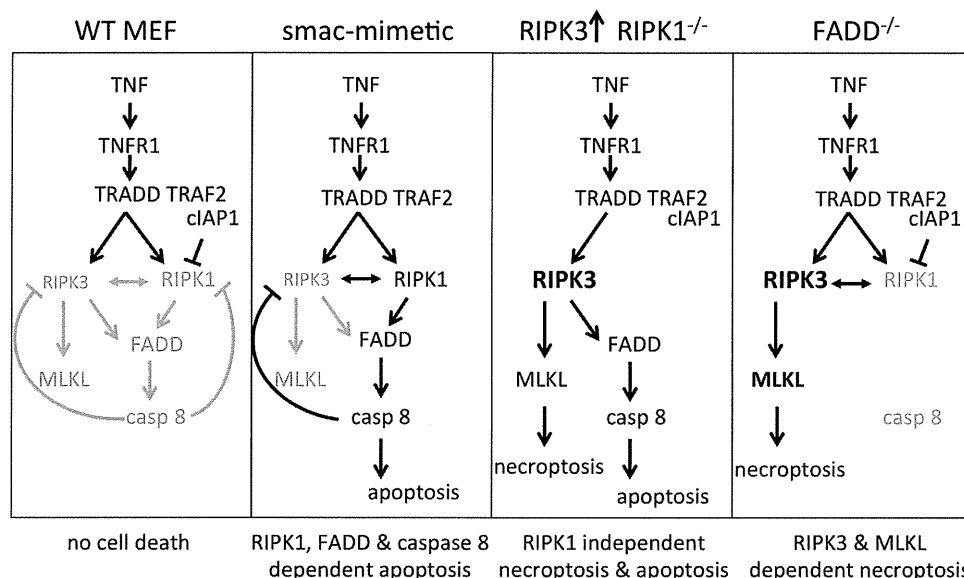 WT MEF
TNF
TNFR1
TRADD TRAF2
cIAP1
RIPK3
RIPK1
FADD
MLKL
casp 8
no cell death
smac-mimetic
TNF
TNFR1
TRADD TRAF2
RIPK3
RIPK1
FADD
MLKL
casp 8
apoptosis
RIPK1, FADD & caspase 8
dependent apoptosis
RIPK3↑ RIPK1-/-
TNF
TNFR1
TRADD TRAF2
cIAP1
RIPK3
FADD
MLKL
casp 8
necroptosis
apoptosis
RIPK1 independent
necroptosis & apoptosis
FADD-/-
TNF
TNFR1
TRADD TRAF2
cIAP1
RIPK3
RIPK1
MLKL
casp 8
necroptosis
RIPK3 & MLKL
dependent necroptosis